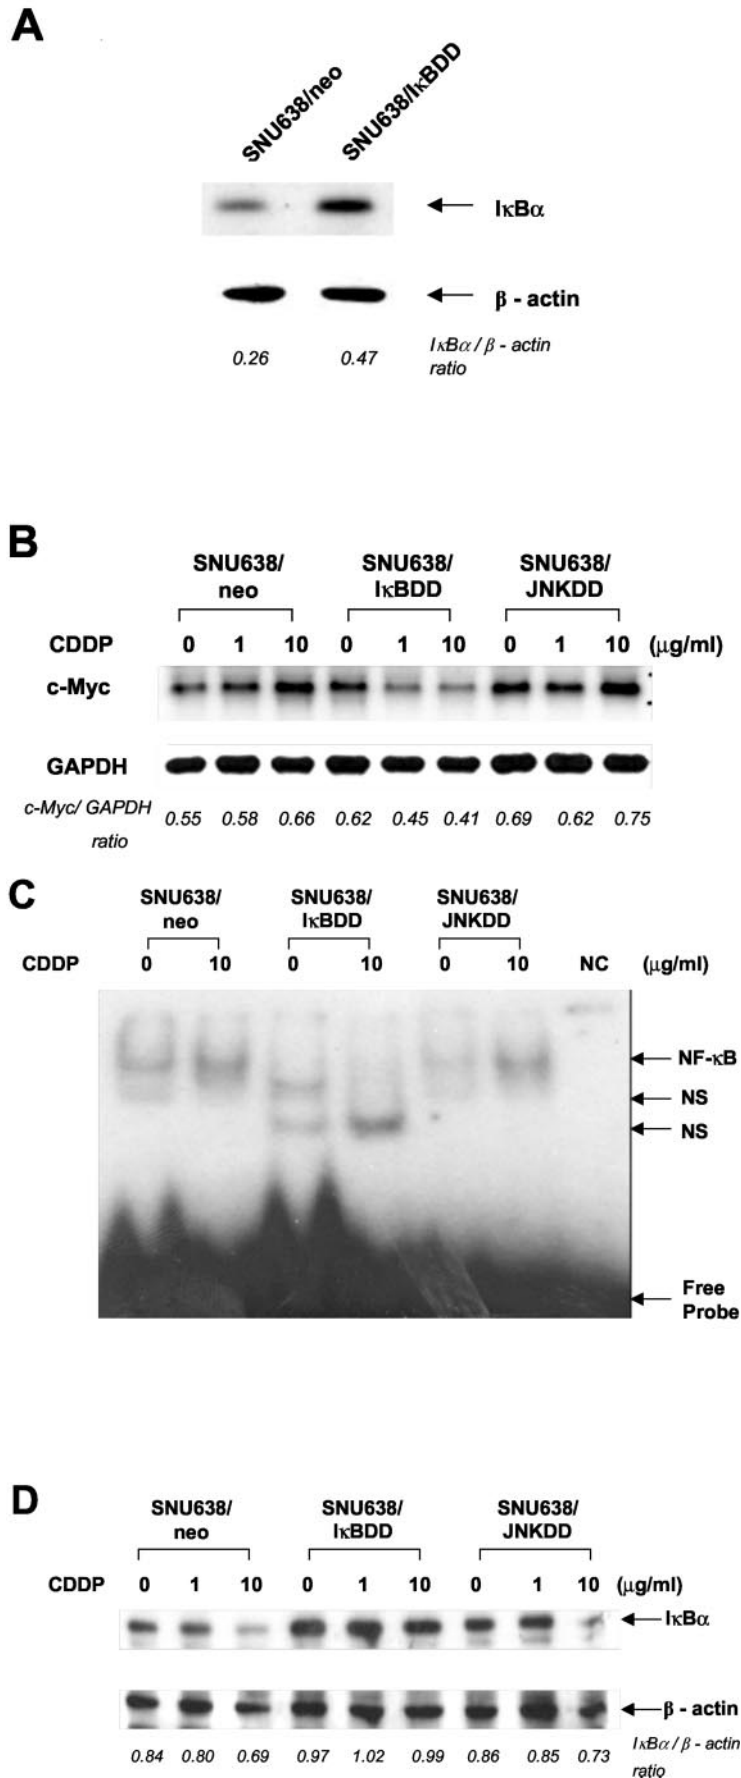 A
SNU638/neo
SNU638/IκBDD
IκBα
β - actin
0.26 0.47 IκBα / β - actin
ratio
B
SNU638/ SNU638/ SNU638/
neo IκBDD JNKDD
CDDP 0 1 10 0 1 10 0 1 10 (μg/ml)
c-Myc
GAPDH
c-Myc/ GAPDH
ratio
0.55 0.58 0.66 0.62 0.45 0.41 0.69 0.62 0.75
C
SNU638/ SNU638/ SNU638/
neo IκBDD JNKDD
CDDP 0 10 0 10 0 10 NC (μg/ml)
NF-κB
NS
NS
Free
Probe
D
SNU638/ SNU638/ SNU638/
neo IκBDD JNKDD
CDDP 0 1 10 0 1 10 0 1 10 (μg/ml)
IκBα
β - actin
0.84 0.80 0.69 0.97 1.02 0.99 0.86 0.85 0.73 IκBα / β - actin
ratio